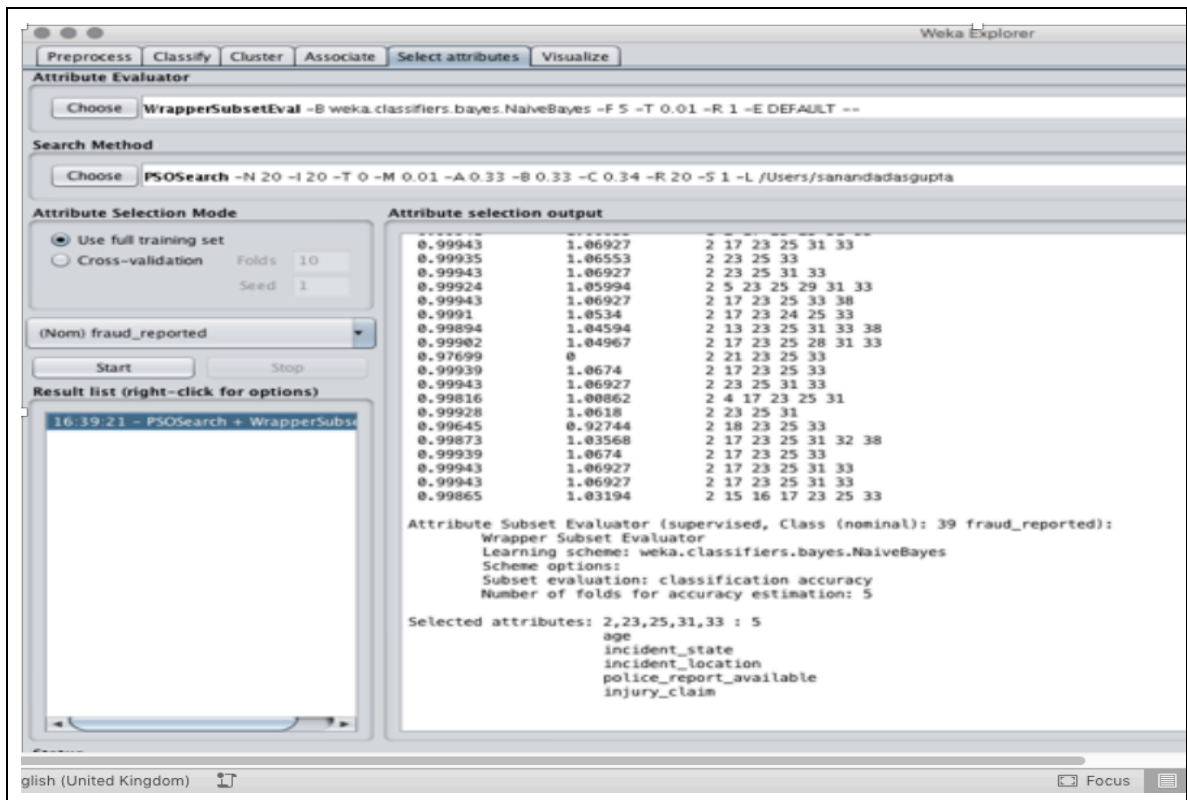 Weka Explorer
Preprocess Classify Cluster Associate Select attributes Visualize
Attribute Evaluator
Choose WrapperSubsetEval -B weka.classifiers.bayes.NaiveBayes -F 5 -T 0.01 -R 1 -E DEFAULT --
Search Method
Choose PSOSearch -N 20 -I 20 -T 0 -M 0.01 -A 0.33 -B 0.33 -C 0.34 -R 20 -S 1 -L /Users/sanandadasgupta
Attribute Selection Mode
Use full training set
Cross-validation Folds 10
Seed 1
(Nom) fraud_reported
Start Stop
Result list (right-click for options)
16:39:21 - PSOSearch + WrapperSubse
Attribute selection output
0.99943 1.06927 2 17 23 25 31 33
0.99935 1.06553 2 23 25 33
0.99943 1.06927 2 23 25 31 33
0.99924 1.05994 2 5 23 25 29 31 33
0.99943 1.06927 2 17 23 25 33 38
0.9991 1.0534 2 17 23 24 25 33
0.99894 1.04594 2 13 23 25 31 33 38
0.99902 1.04967 2 17 23 25 28 31 33
0.97699 0 2 21 23 25 33
0.99939 1.0674 2 17 23 25 33
0.99943 1.06927 2 23 25 31 33
0.99816 1.00862 2 4 17 23 25 31
0.99928 1.0618 2 23 25 31
0.99645 0.92744 2 18 23 25 33
0.99873 1.03568 2 17 23 25 31 32 38
0.99939 1.0674 2 17 23 25 33
0.99943 1.06927 2 17 23 25 31 33
0.99943 1.06927 2 17 23 25 31 33
0.99865 1.03194 2 15 16 17 23 25 33
Attribute Subset Evaluator (supervised, Class (nominal): 39 fraud_reported):
Wrapper Subset Evaluator
Learning scheme: weka.classifiers.bayes.NaiveBayes
Scheme options:
Subset evaluation: classification accuracy
Number of folds for accuracy estimation: 5
Selected attributes: 2,23,25,31,33 : 5
age
incident_state
incident_location
police_report_available
injury_claim
glish (United Kingdom) Focus